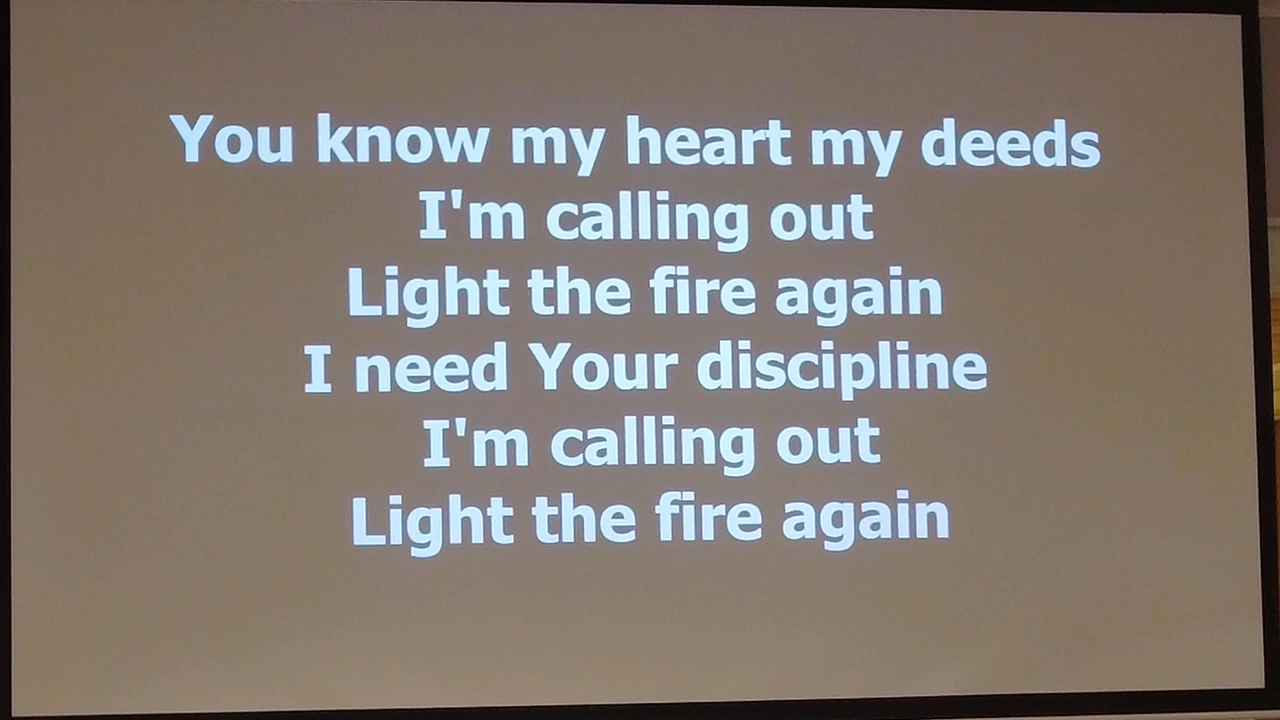 You know my heart my deeds
I'm calling out
Light the fire again
I need Your discipline
I'm calling out
Light the fire again